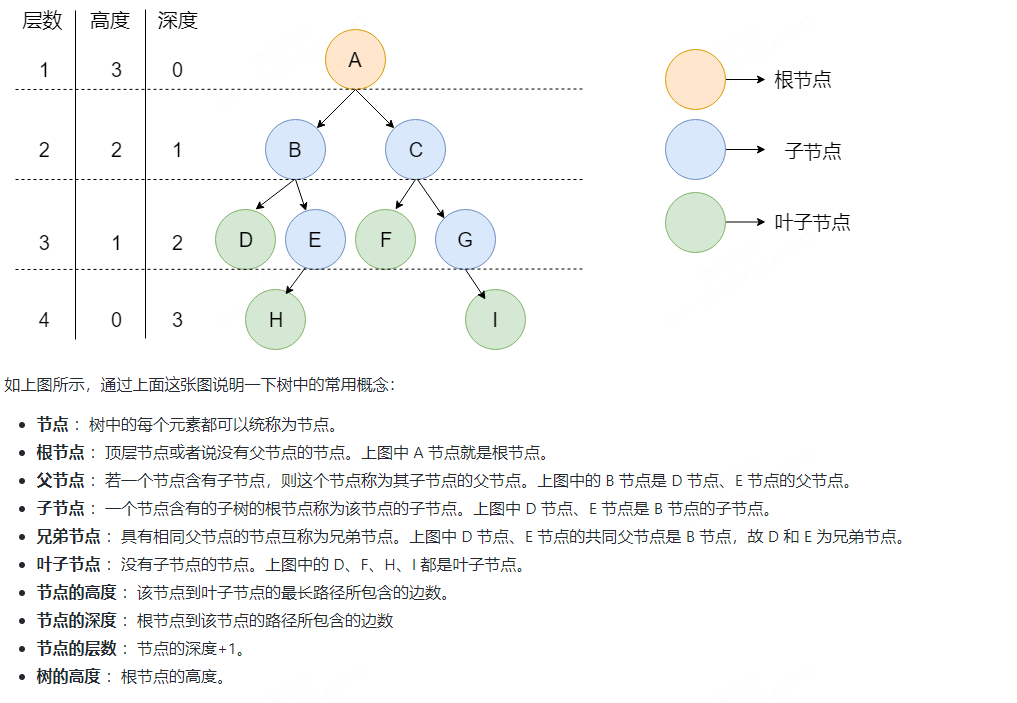 层数 高度 深度
1 3 0
A
根节点
2 2 1
B C
子节点
3 1 2
D E F G
叶子节点
4 0 3
H I
如上图所示，通过上面这张图说明一下树中的常用概念：
节点：树中的每个元素都可以统称为节点。
根节点：顶层节点或者说没有父节点的节点。上图中 A 节点就是根节点。
父节点：若一个节点含有子节点，则这个节点称为其子节点的父节点。上图中的 B 节点是 D 节点、E 节点的父节点。
子节点：一个节点含有的子树的根节点称为该节点的子节点。上图中 D 节点、E 节点是 B 节点的子节点。
兄弟节点：具有相同父节点的节点互称为兄弟节点。上图中 D 节点、E 节点的共同父节点是 B 节点，故 D 和 E 为兄弟节点。
叶子节点：没有子节点的节点。上图中的 D、F、H、I 都是叶子节点。
节点的高度：该节点到叶子节点的最长路径所包含的边数。
节点的深度：根节点到该节点的路径所包含的边数
节点的层数：节点的深度+1。
树的高度：根节点的高度。